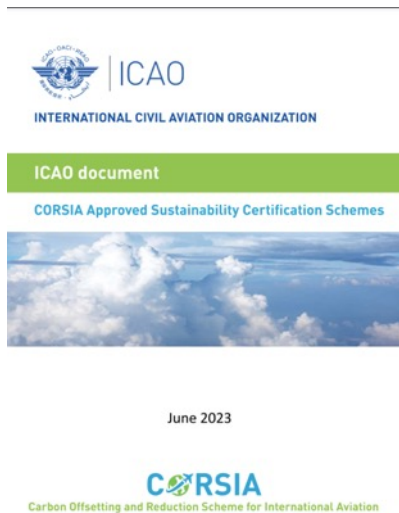 ICAO
INTERNATIONAL CIVIL AVIATION ORGANIZATION
ICAO document
CORSIA Approved Sustainability Certification Schemes
June 2023
CORSIA
Carbon Offsetting and Reduction Scheme for International Aviation